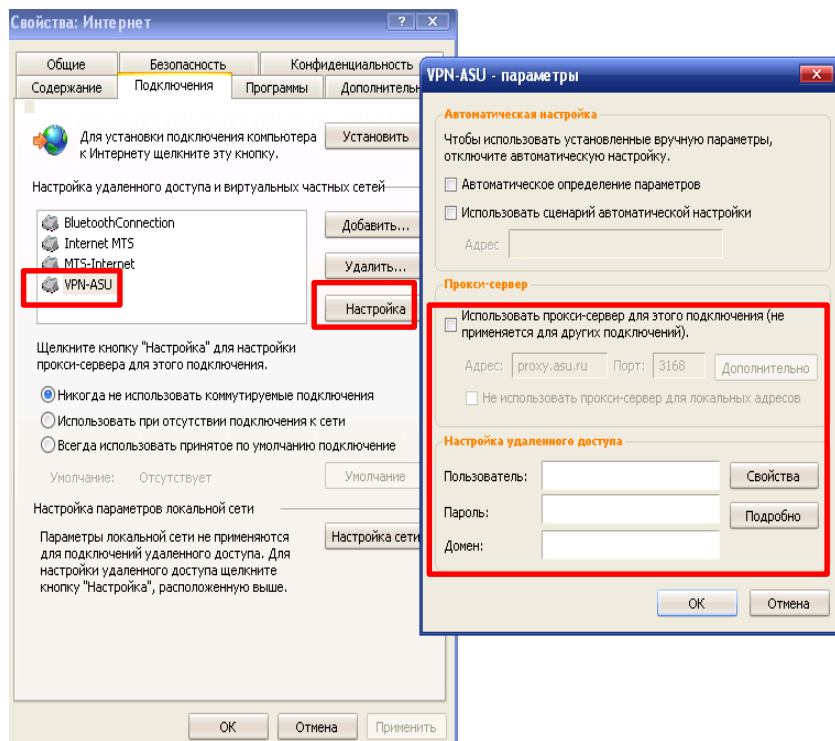 Свойства: Интернет
Общие
Безопасность
Конфиденциальность
Содержание
Подключения
Программы
Дополнительн
Для установки подключения компьютера
к Интернету щелкните эту кнопку.
Установить
Настройка удаленного доступа и виртуальных частных сетей
BluetoothConnection
Internet MTS
MTS-Internet
VPN-ASU
Добавить...
Удалить...
Настройка
Щелкните кнопку "Настройка" для настройки
прокси-сервера для этого подключения.
Никогда не использовать коммутируемые подключения
Использовать при отсутствии подключения к сети
Всегда использовать принятое по умолчанию подключение
Умолчание: Отсутствует
Умолчание
Настройка параметров локальной сети
Параметры локальной сети не применяются
для подключений удаленного доступа. Для
настройки удаленного доступа щелкните
кнопку "Настройка", расположенную выше.
Настройка сети
ОК
Отмена
Применить
VPN-ASU - параметры
Автоматическая настройка
Чтобы использовать установленные вручную параметры,
отключите автоматическую настройку.
Автоматическое определение параметров
Использовать сценарий автоматической настройки
Адрес
Прокси-сервер
Использовать прокси-сервер для этого подключения (не
применяется для других подключений).
Адрес: proxy.asu.ru Порт: 3168 Дополнительно
Не использовать прокси-сервер для локальных адресов
Настройка удаленного доступа
Пользователь:
Свойства
Пароль:
Подробно
Домен:
ОК
Отмена